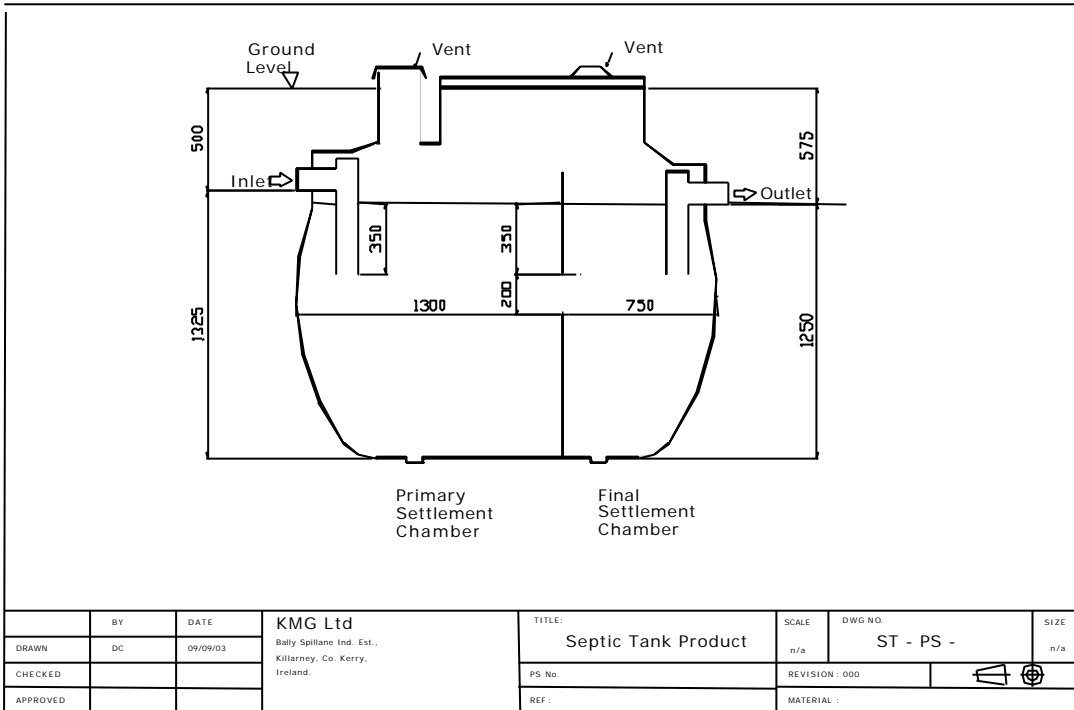 Ground
Level
Vent
Vent
500
575
Inlet
Outlet
350
350
200
1300
750
1325
1250
Primary
Settlement
Chamber
Final
Settlement
Chamber
BY
DATE
DRAWN
DC
09/09/03
CHECKED
APPROVED
KMG Ltd
Bally Spillane Ind. Est.,
Killarney, Co. Kerry,
Ireland.
TITLE:
Septic Tank Product
PS No.
REF :
SCALE
n/a
DWG NO.
ST - PS -
SIZE
n/a
REVISION : 000
MATERIAL :